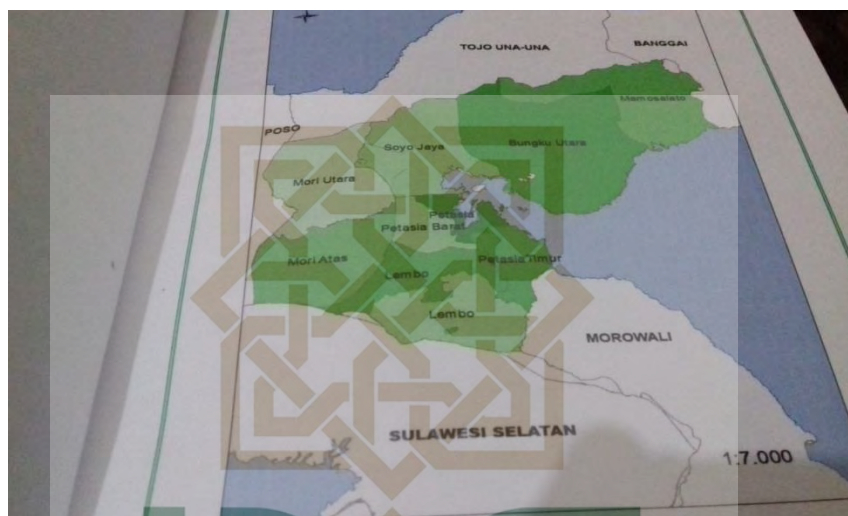 TOJO UNA-UNA
BANGGAI
Mamosalato
POSO
Soyo Jaya
Bungku Utara
Mori Utara
Petasia
Petasia Barat
Mori Atas
Petasia Timur
Lembo
Lembo
MOROWALI
SULAWESI SELATAN
1:7.000